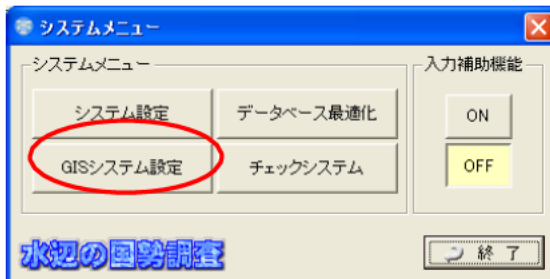 システムメニュー
システムメニュー
入力補助機能
システム設定
データベース最適化
ON
GISシステム設定
チェックシステム
OFF
水辺の国勢調査
終 了